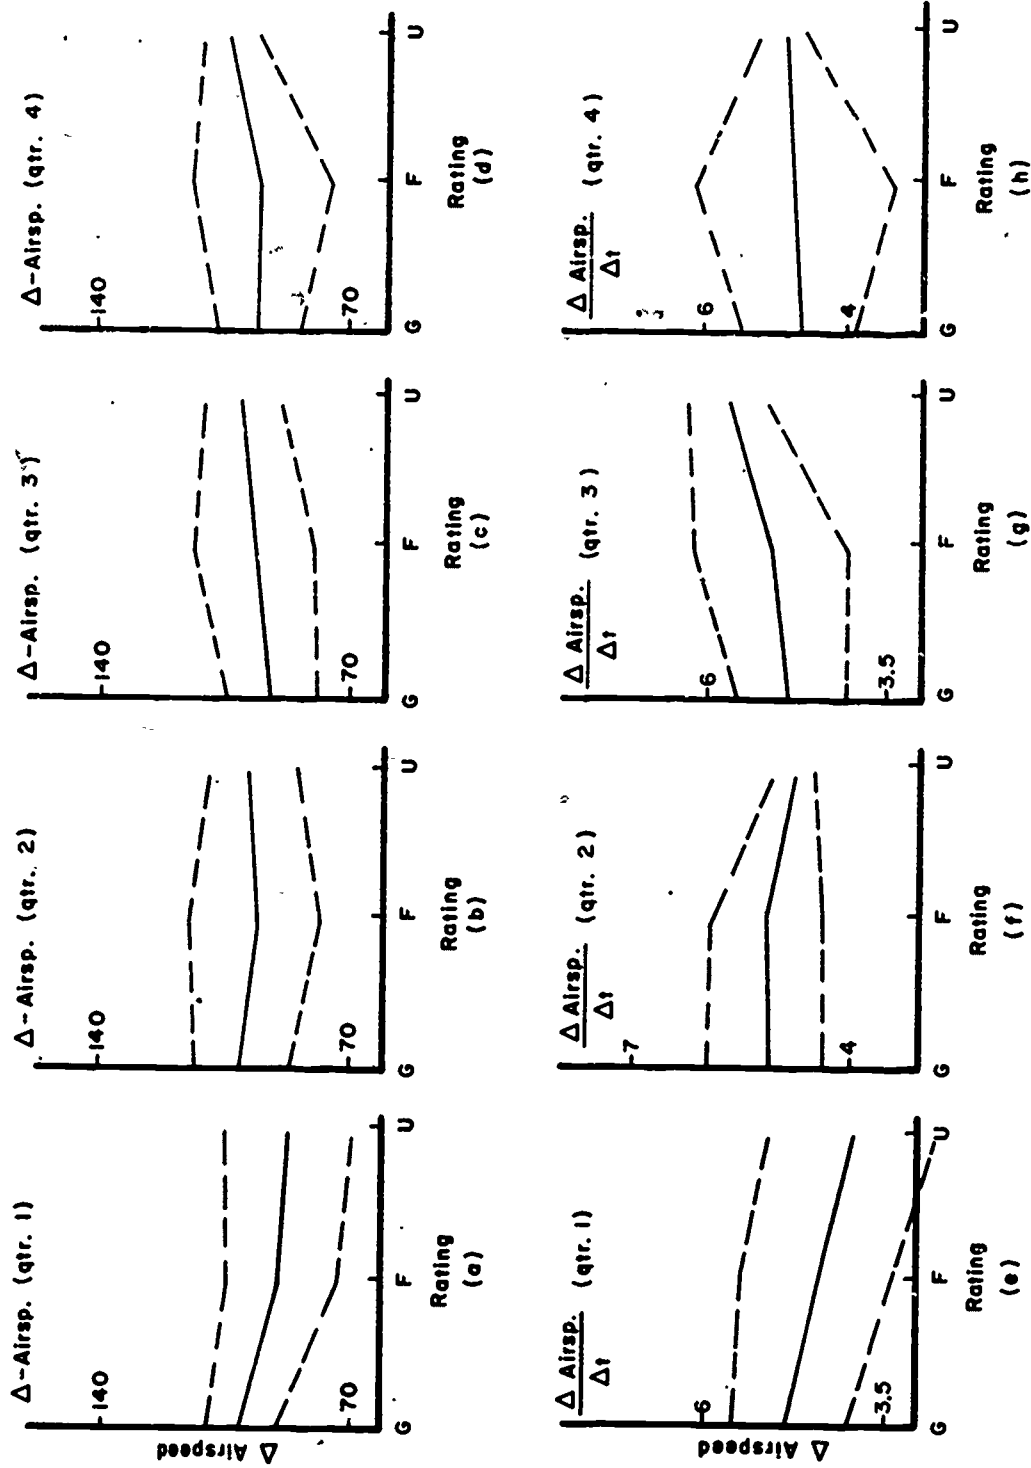 Δ-Airsp. (qtr. 1)
140
70
Δ Airspeed
G F U
Rating
(a)
Δ-Airsp. (qtr. 2)
140
70
G F U
Rating
(b)
Δ-Airsp. (qtr. 3)
140
70
G F U
Rating
(c)
Δ-Airsp. (qtr. 4)
140
70
G F U
Rating
(d)
Δ Airsp. (qtr. 1)
Δt
6
3.5
Δ Airspeed
G F U
Rating
(e)
Δ Airsp. (qtr. 2)
Δt
7
4
G F U
Rating
(f)
Δ Airsp. (qtr. 3)
Δt
6
3.5
G F U
Rating
(g)
Δ Airsp. (qtr. 4)
Δt
6
4
G F U
Rating
(h)